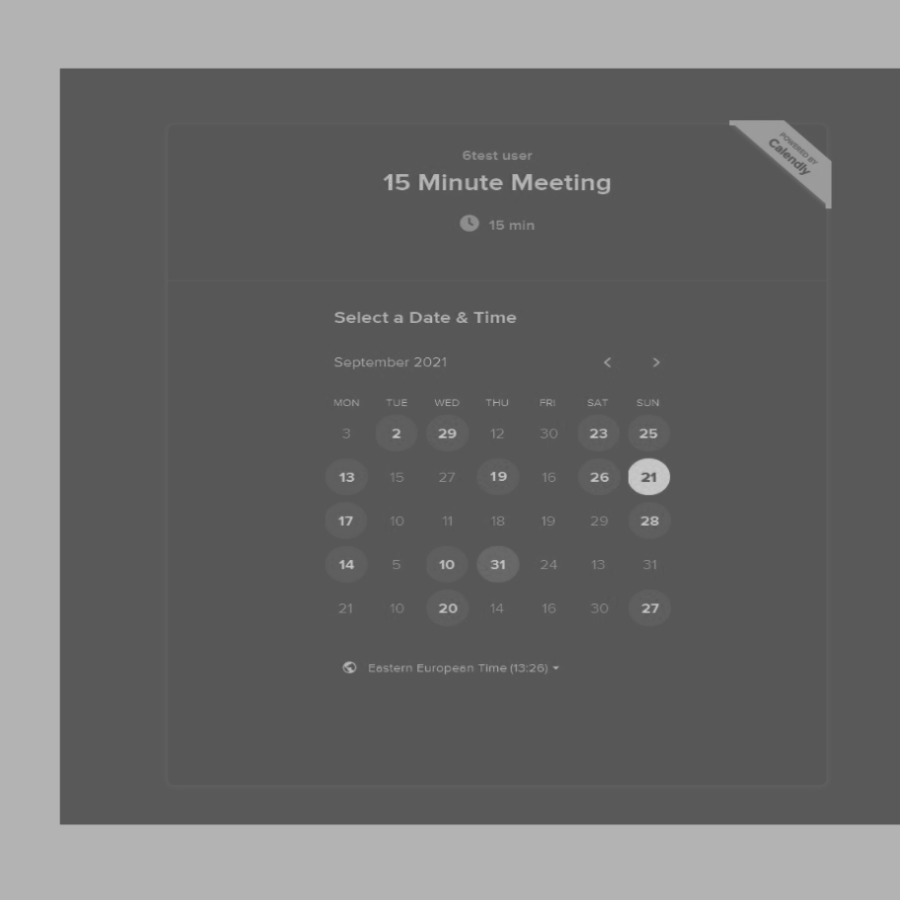 POWERED BY
Calendly
6test user
15 Minute Meeting
15 min
Select a Date & Time
September 2021
MON TUE WED THU FRI SAT SUN
3 2 29 12 30 23 25
13 15 27 19 16 26 21
17 10 11 18 19 29 28
14 5 10 31 24 13 31
21 10 20 14 16 30 27
Eastern European Time (13:26)